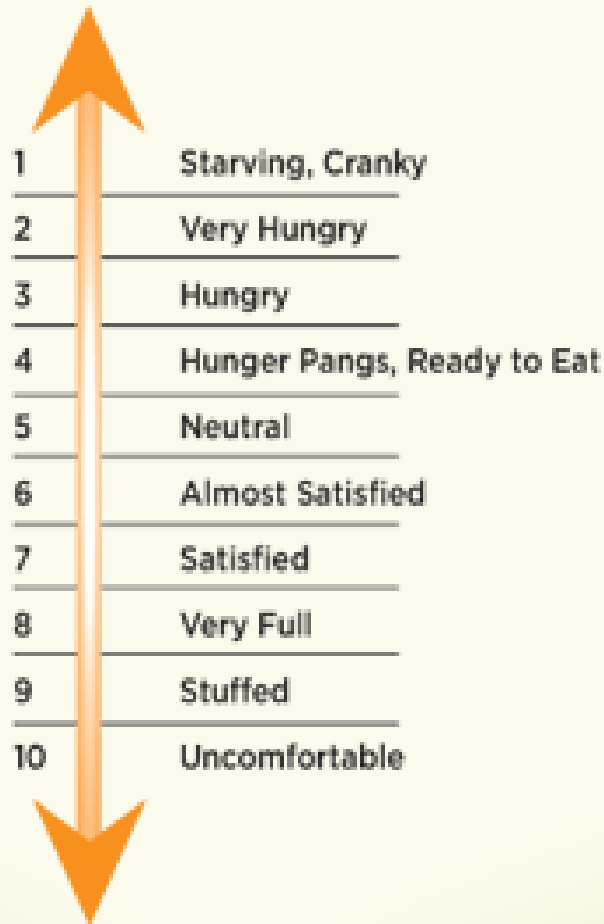 1 Starving, Cranky
2 Very Hungry
3 Hungry
4 Hunger Pangs, Ready to Eat
5 Neutral
6 Almost Satisfied
7 Satisfied
8 Very Full
9 Stuffed
10 Uncomfortable